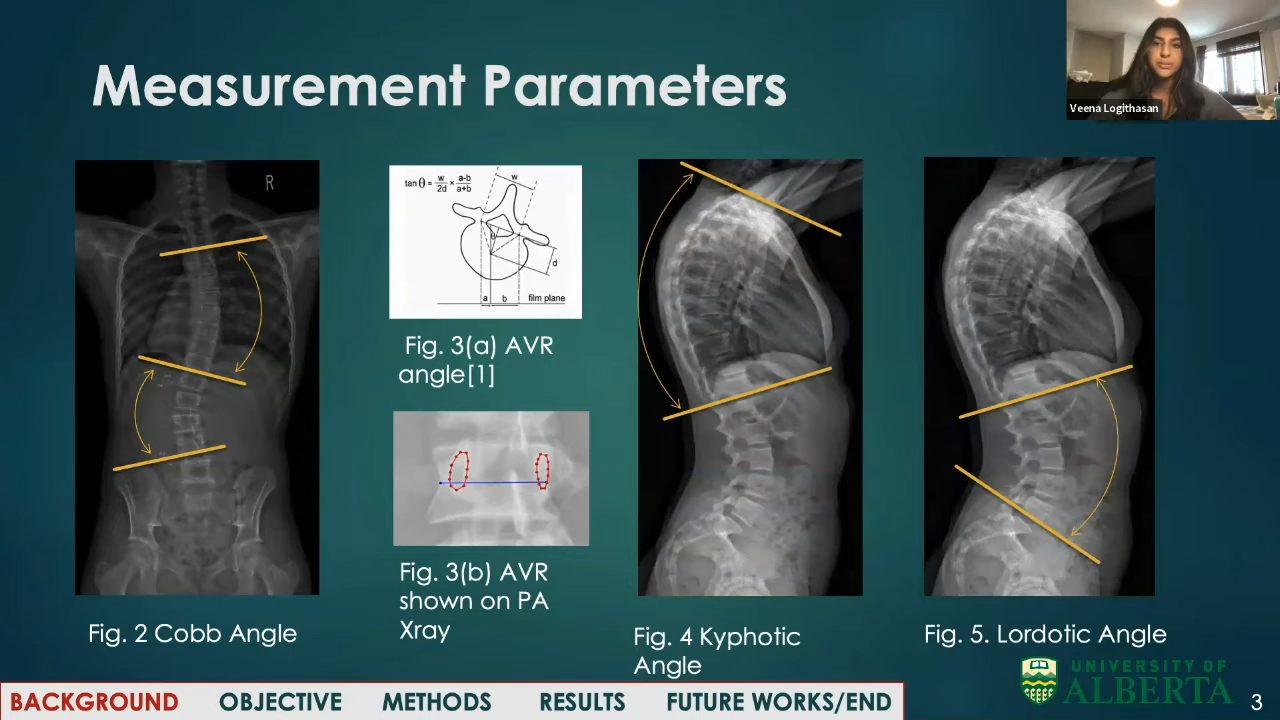 Measurement Parameters
Veena Logithasan
R
tan θ = w/2d × a-b/a+b
w
d
a
b
film plane
Fig. 3(a) AVR
angle[1]
Fig. 3(b) AVR
shown on PA
Xray
Fig. 2 Cobb Angle
Fig. 4 Kyphotic
Angle
Fig. 5. Lordotic Angle
UNIVERSITY OF
ALBERTA
BACKGROUND OBJECTIVE METHODS RESULTS FUTURE WORKS/END
3